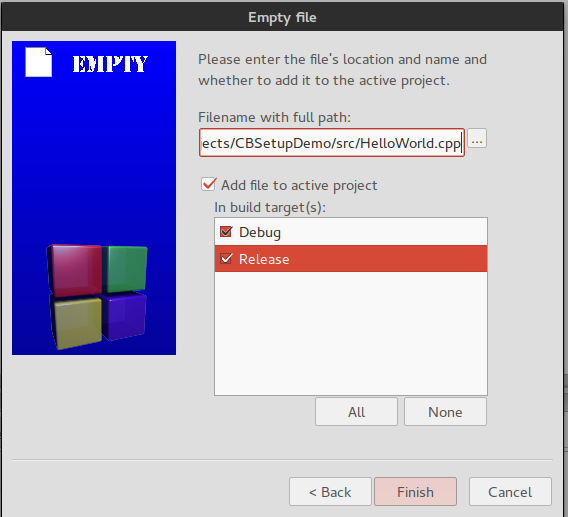 Empty file
EMPTY
Please enter the file's location and name and
whether to add it to the active project.
Filename with full path:
ects/CBSetupDemo/src/HelloWorld.cpp
...
Add file to active project
In build target(s):
Debug
Release
All
None
< Back
Finish
Cancel